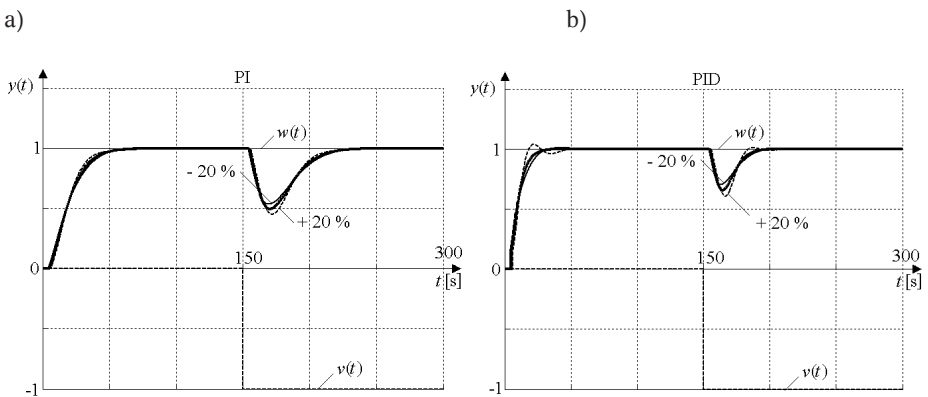 a)
b)
PI
y(t)
w(t)
1
- 20 %
+ 20 %
0
150
300
t [s]
v(t)
-1
PID
y(t)
w(t)
1
- 20 %
+ 20 %
0
150
300
t [s]
v(t)
-1